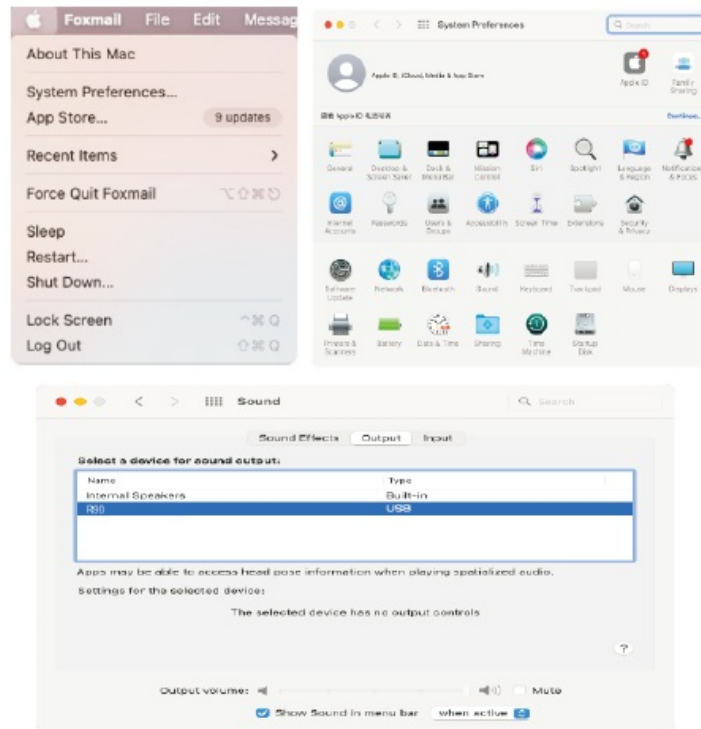 Foxmail File Edit Messag
About This Mac
System Preferences...
App Store... 9 updates
Recent Items >
Force Quit Foxmail ⌥⇧⌘⎋
Sleep
Restart...
Shut Down...
Lock Screen ^⌘Q
Log Out ⇧⌘Q
System Preferences
Search
Apple ID, iCloud, Media & App Store
Apple ID
Family Sharing
Apple ID
Continue...
General
Desktop & Screen Saver
Dock & Menu Bar
Mission Control
Siri
Spotlight
Language & Region
Notifications & Focus
Internet Accounts
Passwords
Users & Groups
Accessibility
Screen Time
Extensions
Security & Privacy
Software Update
Network
Bluetooth
Sound
Keyboard
Trackpad
Mouse
Displays
Printers & Scanners
Battery
Date & Time
Sharing
Time Machine
Startup Disk
Sound
Search
Sound Effects Output Input
Select a device for sound output:
Name Type
Internal Speakers Built-in
R90 USB
Apps may be able to access head pose information when playing spatialized audio.
Settings for the selected device:
The selected device has no output controls
?
Output volume: Mute
Show Sound in menu bar when active